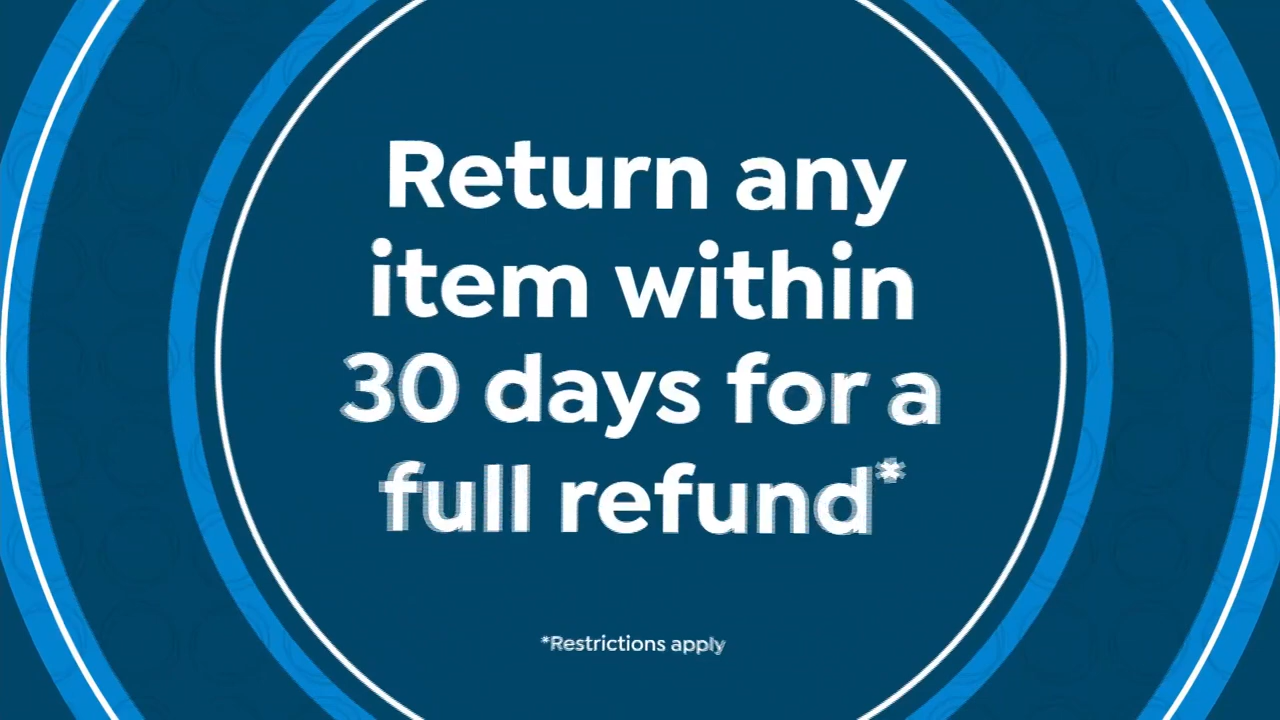 Return any
item within
30 days for a
full refund*
*Restrictions apply